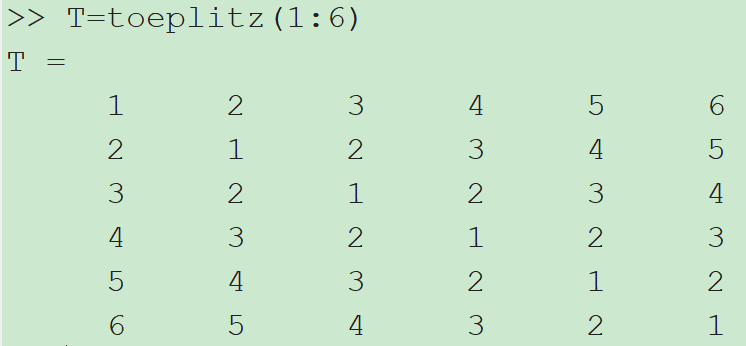 >> T=toeplitz(1:6)
T =
1 2 3 4 5 6
2 1 2 3 4 5
3 2 1 2 3 4
4 3 2 1 2 3
5 4 3 2 1 2
6 5 4 3 2 1